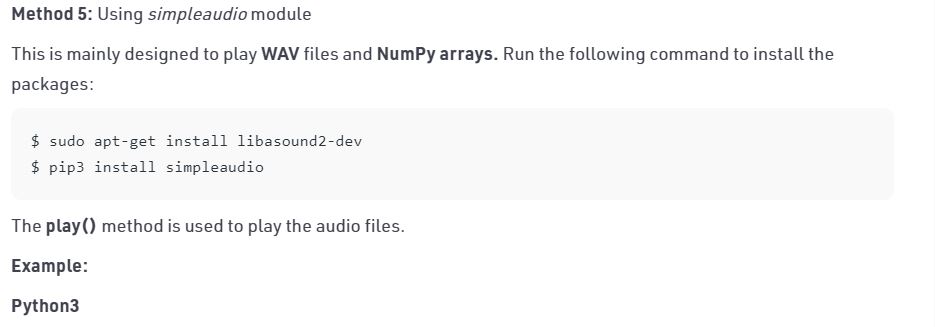 Method 5: Using simpleaudio module
This is mainly designed to play WAV files and NumPy arrays. Run the following command to install the
packages:
$ sudo apt-get install libasound2-dev
$ pip3 install simpleaudio
The play() method is used to play the audio files.
Example:
Python3